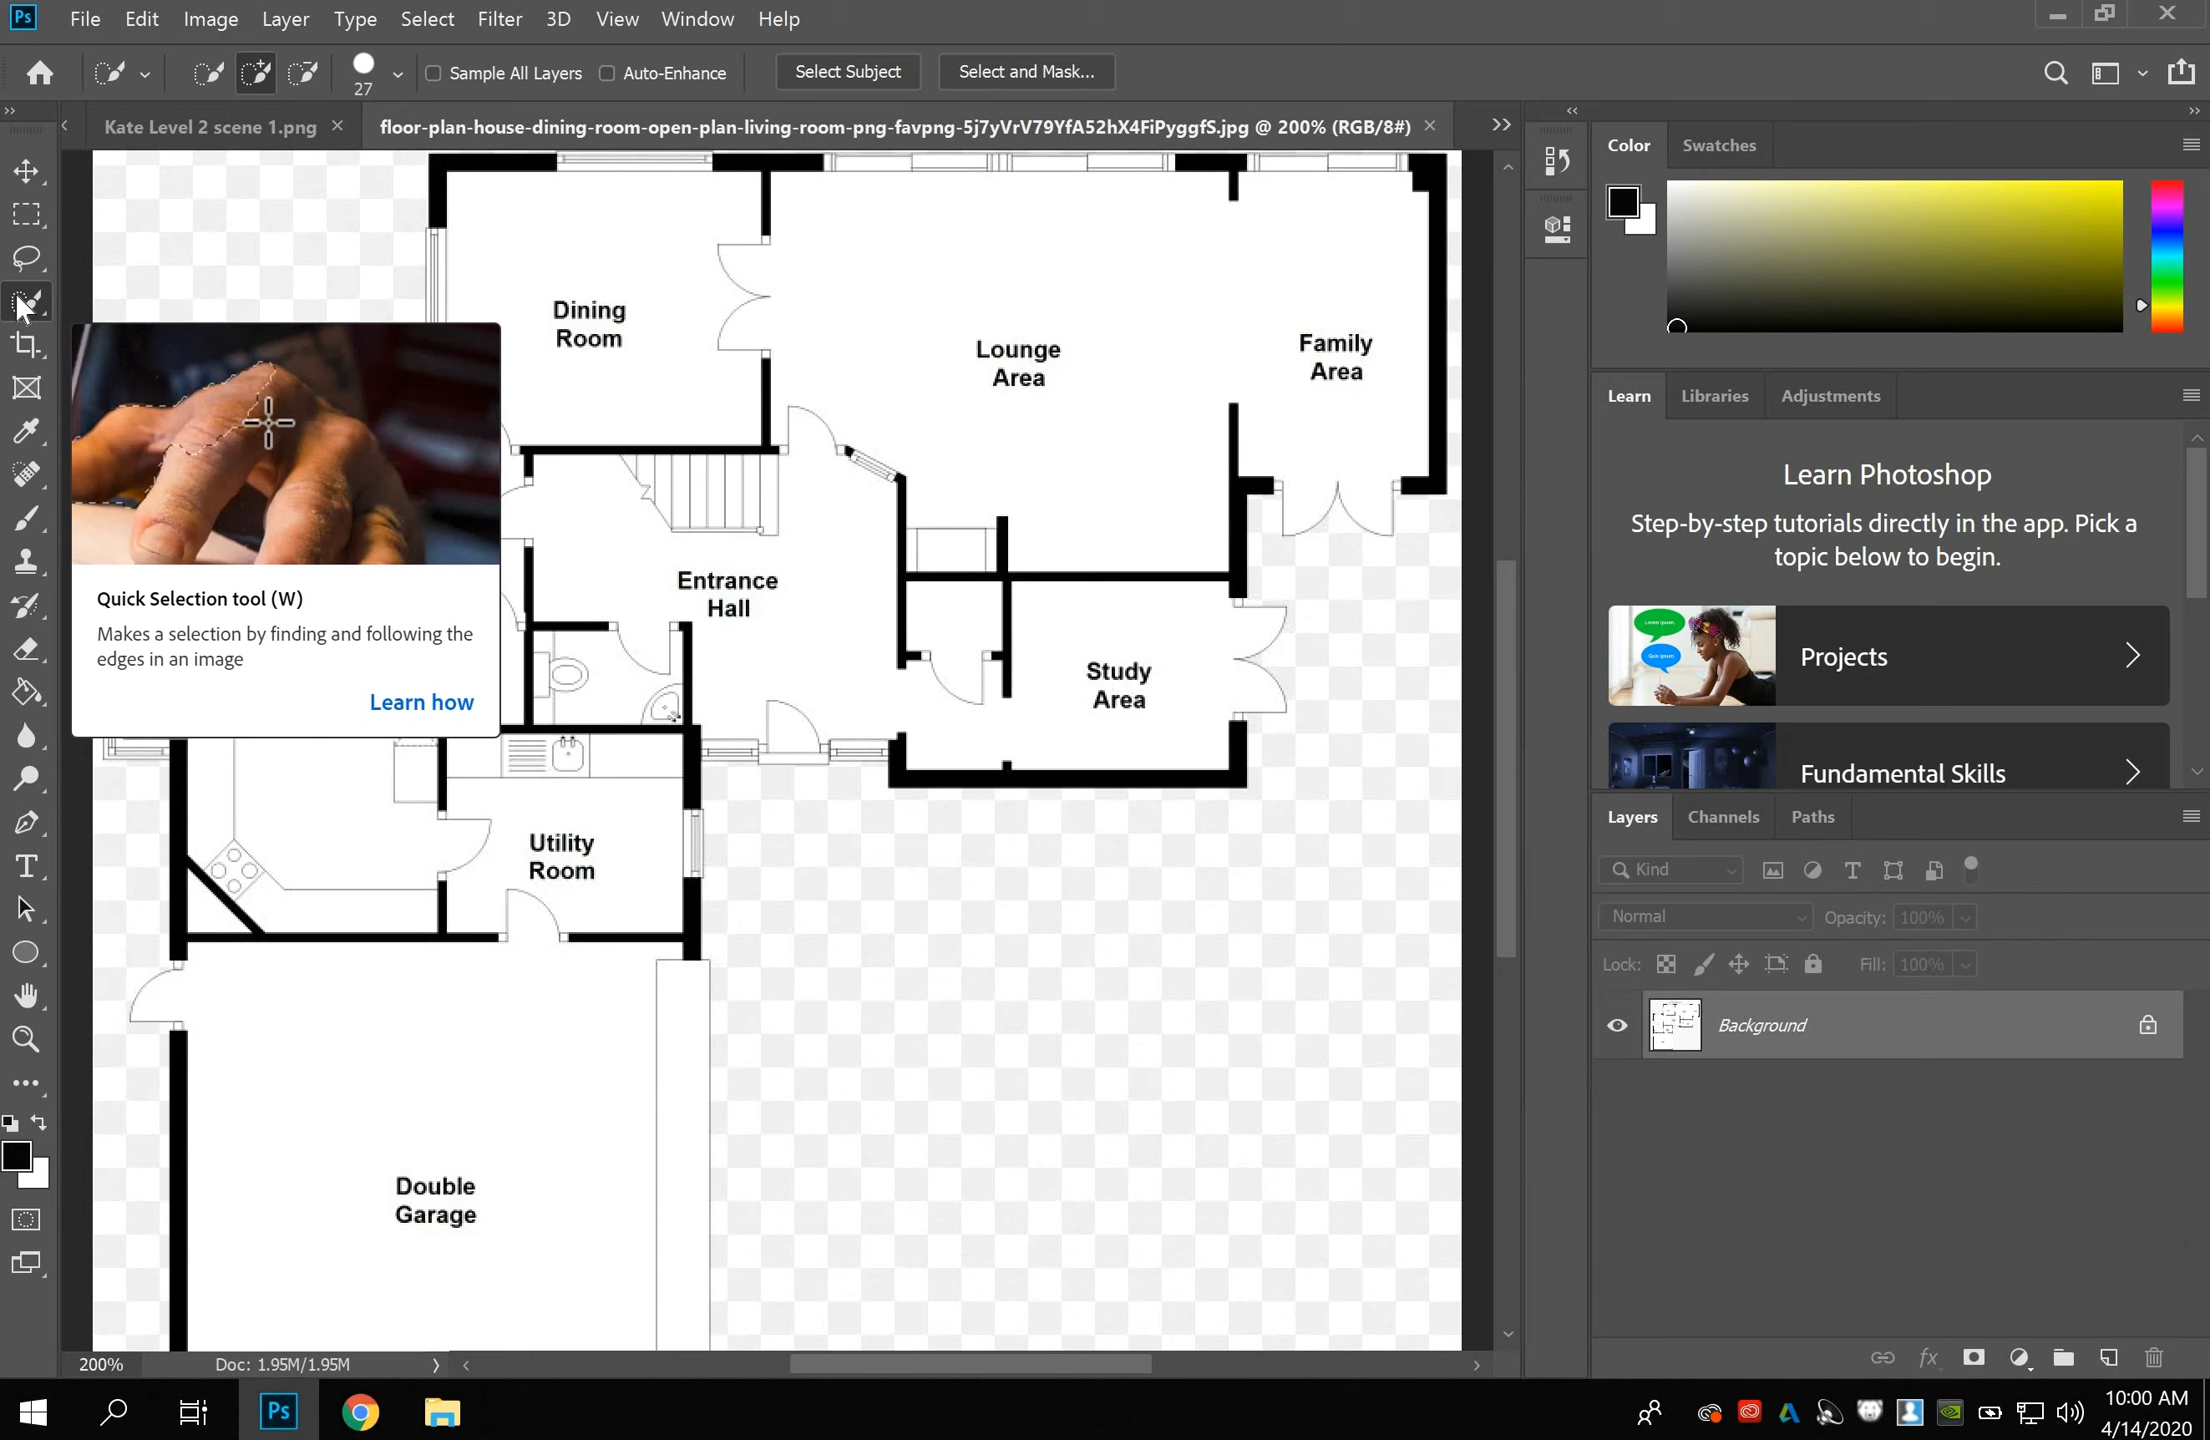 Ps File Edit Image Layer Type Select Filter 3D View Window Help
27 Sample All Layers Auto-Enhance Select Subject Select and Mask...
Kate Level 2 scene 1.png × floor-plan-house-dining-room-open-plan-living-room-png-favpng-5j7yVrV79YfA52hX4FiPyggfS.jpg @ 200% (RGB/8#) ×
Color Swatches
Dining
Room
Lounge
Area
Family
Area
Entrance
Hall
Study
Area
Utility
Room
Double
Garage
Quick Selection tool (W)
Makes a selection by finding and following the
edges in an image
Learn how
Learn Libraries Adjustments
Learn Photoshop
Step-by-step tutorials directly in the app. Pick a
topic below to begin.
Projects
Fundamental Skills
Layers Channels Paths
Kind
Normal Opacity: 100%
Lock: Fill: 100%
Background
200% Doc: 1.95M/1.95M
Ps
10:00 AM
4/14/2020